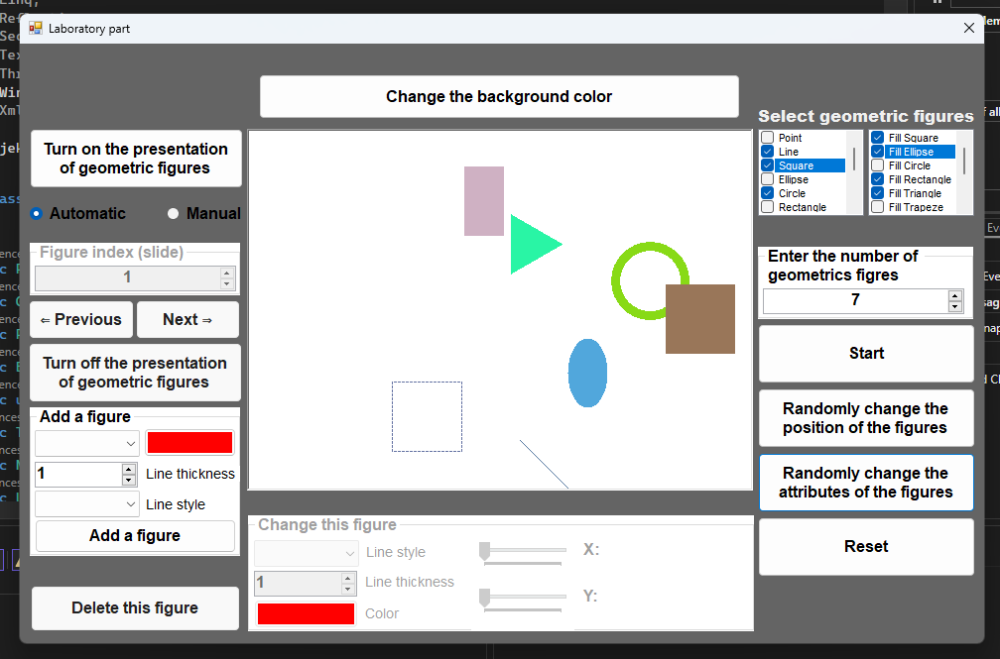 Laboratory part
Change the background color
Turn on the presentation
of geometric figures
Automatic
Manual
Figure index (slide)
1
⇐ Previous
Next ⇒
Turn off the presentation
of geometric figures
Add a figure
1
Line thickness
Line style
Add a figure
Delete this figure
Change this figure
Line style
1
Line thickness
Color
X:
Y:
Select geometric figures
Point
Line
Square
Ellipse
Circle
Rectangle
Fill Square
Fill Ellipse
Fill Circle
Fill Rectangle
Fill Triangle
Fill Trapeze
Enter the number of
geometrics figres
7
Start
Randomly change the
position of the figures
Randomly change the
attributes of the figures
Reset